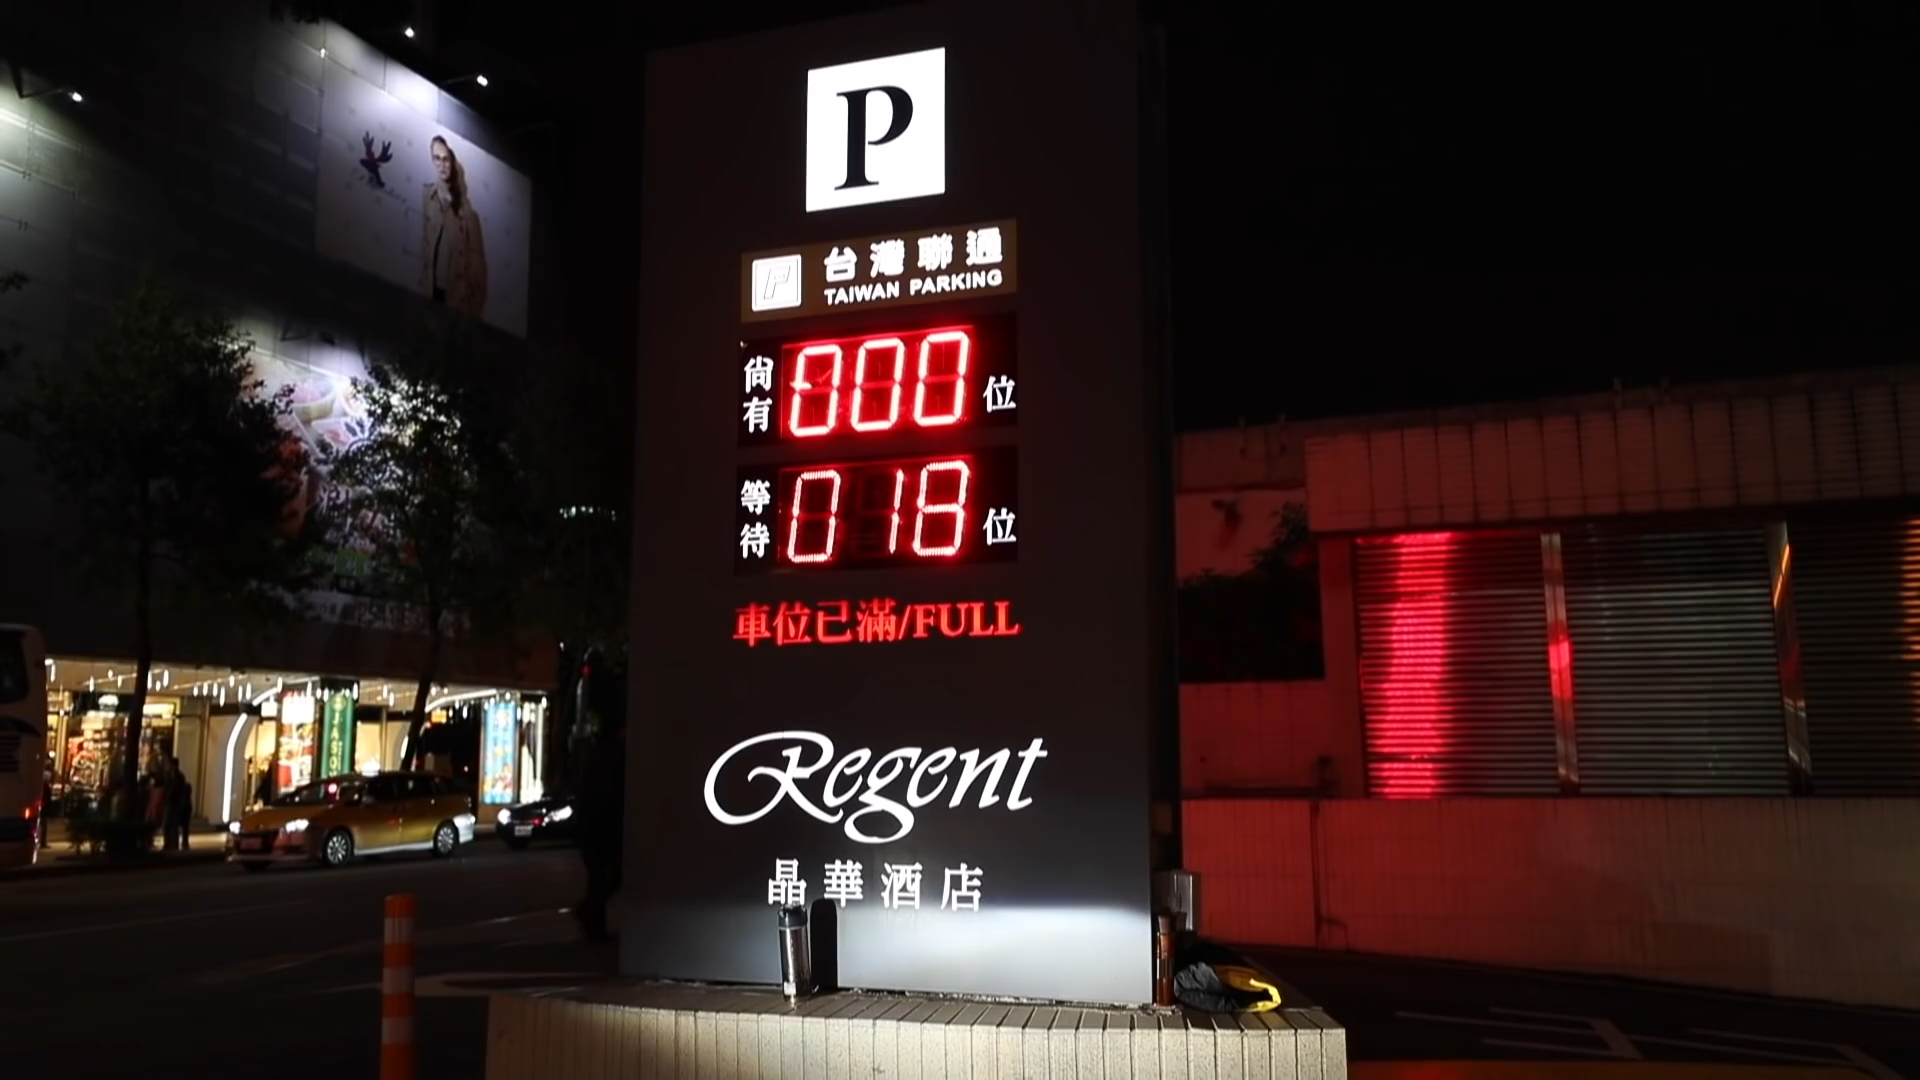 P
台灣聯通
TAIWAN PARKING
尚有 000 位
等待 018 位
車位已滿/FULL
Regent
晶華酒店
JASON